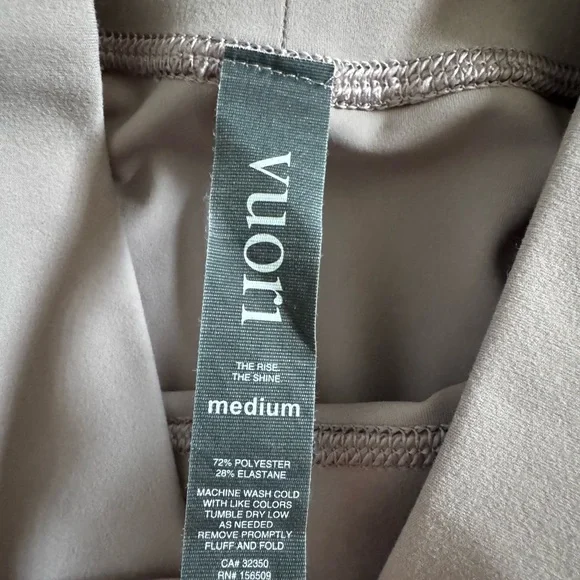 vuori
THE RISE.
THE SHINE.
medium
72% POLYESTER
28% ELASTANE
MACHINE WASH COLD
WITH LIKE COLORS
TUMBLE DRY LOW
AS NEEDED
REMOVE PROMPTLY
FLUFF AND FOLD
CA# 32350
RN# 156509